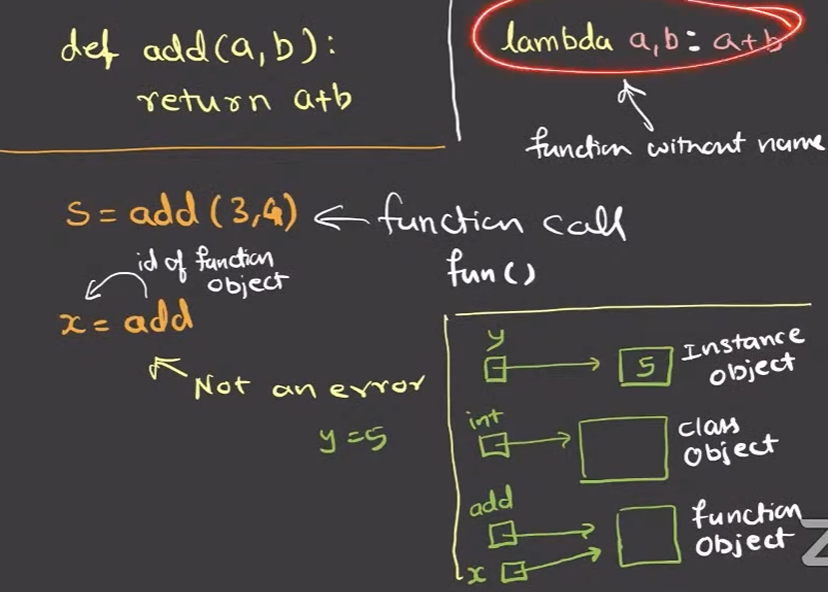 def add(a,b):
return a+b
lambda a,b: a+b
function without name
S = add(3,4)
function call
fun()
id of function
object
x = add
Not an error
y=5
y
5
Instance
object
int
class
object
add
function
object
x
Z